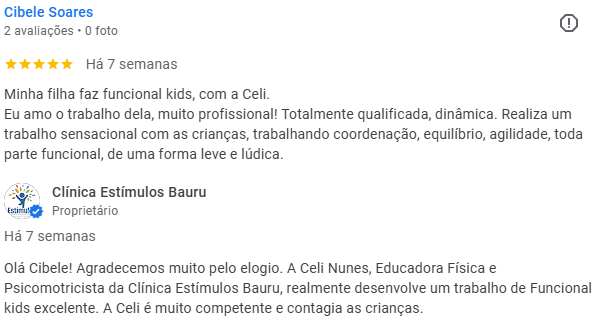 Cibele Soares
2 avaliações • 0 foto
Há 7 semanas
Minha filha faz funcional kids, com a Celi.
Eu amo o trabalho dela, muito profissional! Totalmente qualificada, dinâmica. Realiza um
trabalho sensacional com as crianças, trabalhando coordenação, equilíbrio, agilidade, toda
parte funcional, de uma forma leve e lúdica.
Clínica Estímulos Bauru
Proprietário
Há 7 semanas
Olá Cibele! Agradecemos muito pelo elogio. A Celi Nunes, Educadora Física e
Psicomotricista da Clínica Estímulos Bauru, realmente desenvolve um trabalho de Funcional
kids excelente. A Celi é muito competente e contagia as crianças.